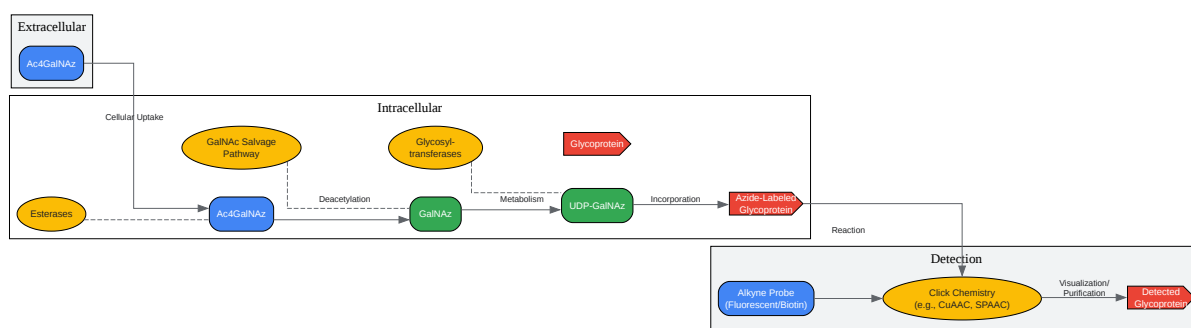 Extracellular
Ac4GalNAz
Cellular Uptake
Intracellular
GalNAc Salvage
Pathway
Glycosyl-
transferases
Glycoprotein
Esterases
Ac4GalNAz
Deacetylation
GalNAz
Metabolism
UDP-GalNAz
Incorporation
Azide-Labeled
Glycoprotein
Reaction
Detection
Alkyne Probe
(Fluorescent/Biotin)
Click Chemistry
(e.g., CuAAC, SPAAC)
Visualization/
Purification
Detected
Glycoprotein